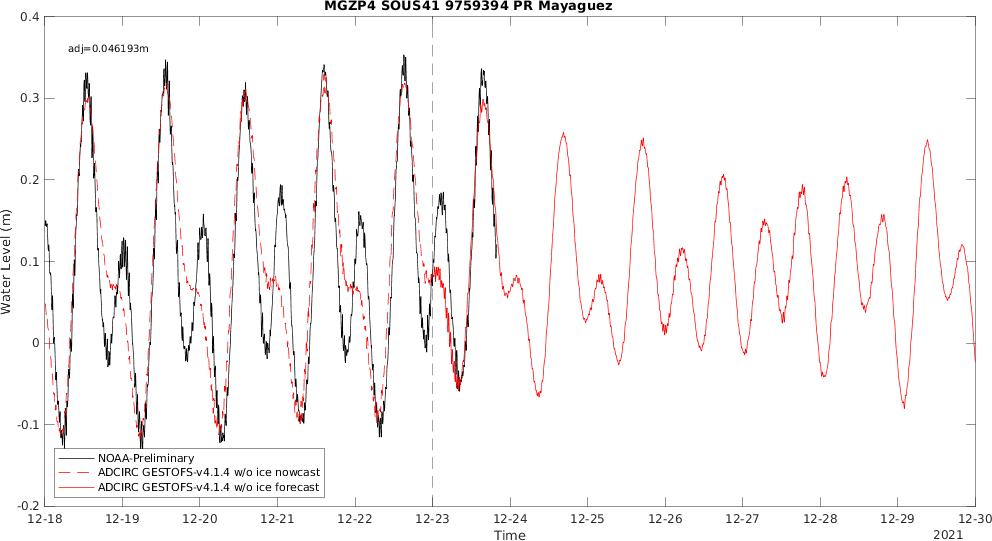 MGZP4 SOUS41 9759394 PR Mayaguez
adj=0.046193m
0.4
0.3
0.2
0.1
0
-0.1
-0.2
Water Level (m)
NOAA-Preliminary
ADCIRC GESTOFS-v4.1.4 w/o ice nowcast
ADCIRC GESTOFS-v4.1.4 w/o ice forecast
12-18 12-19 12-20 12-21 12-22 12-23 12-24 12-25 12-26 12-27 12-28 12-29 12-30
Time
2021